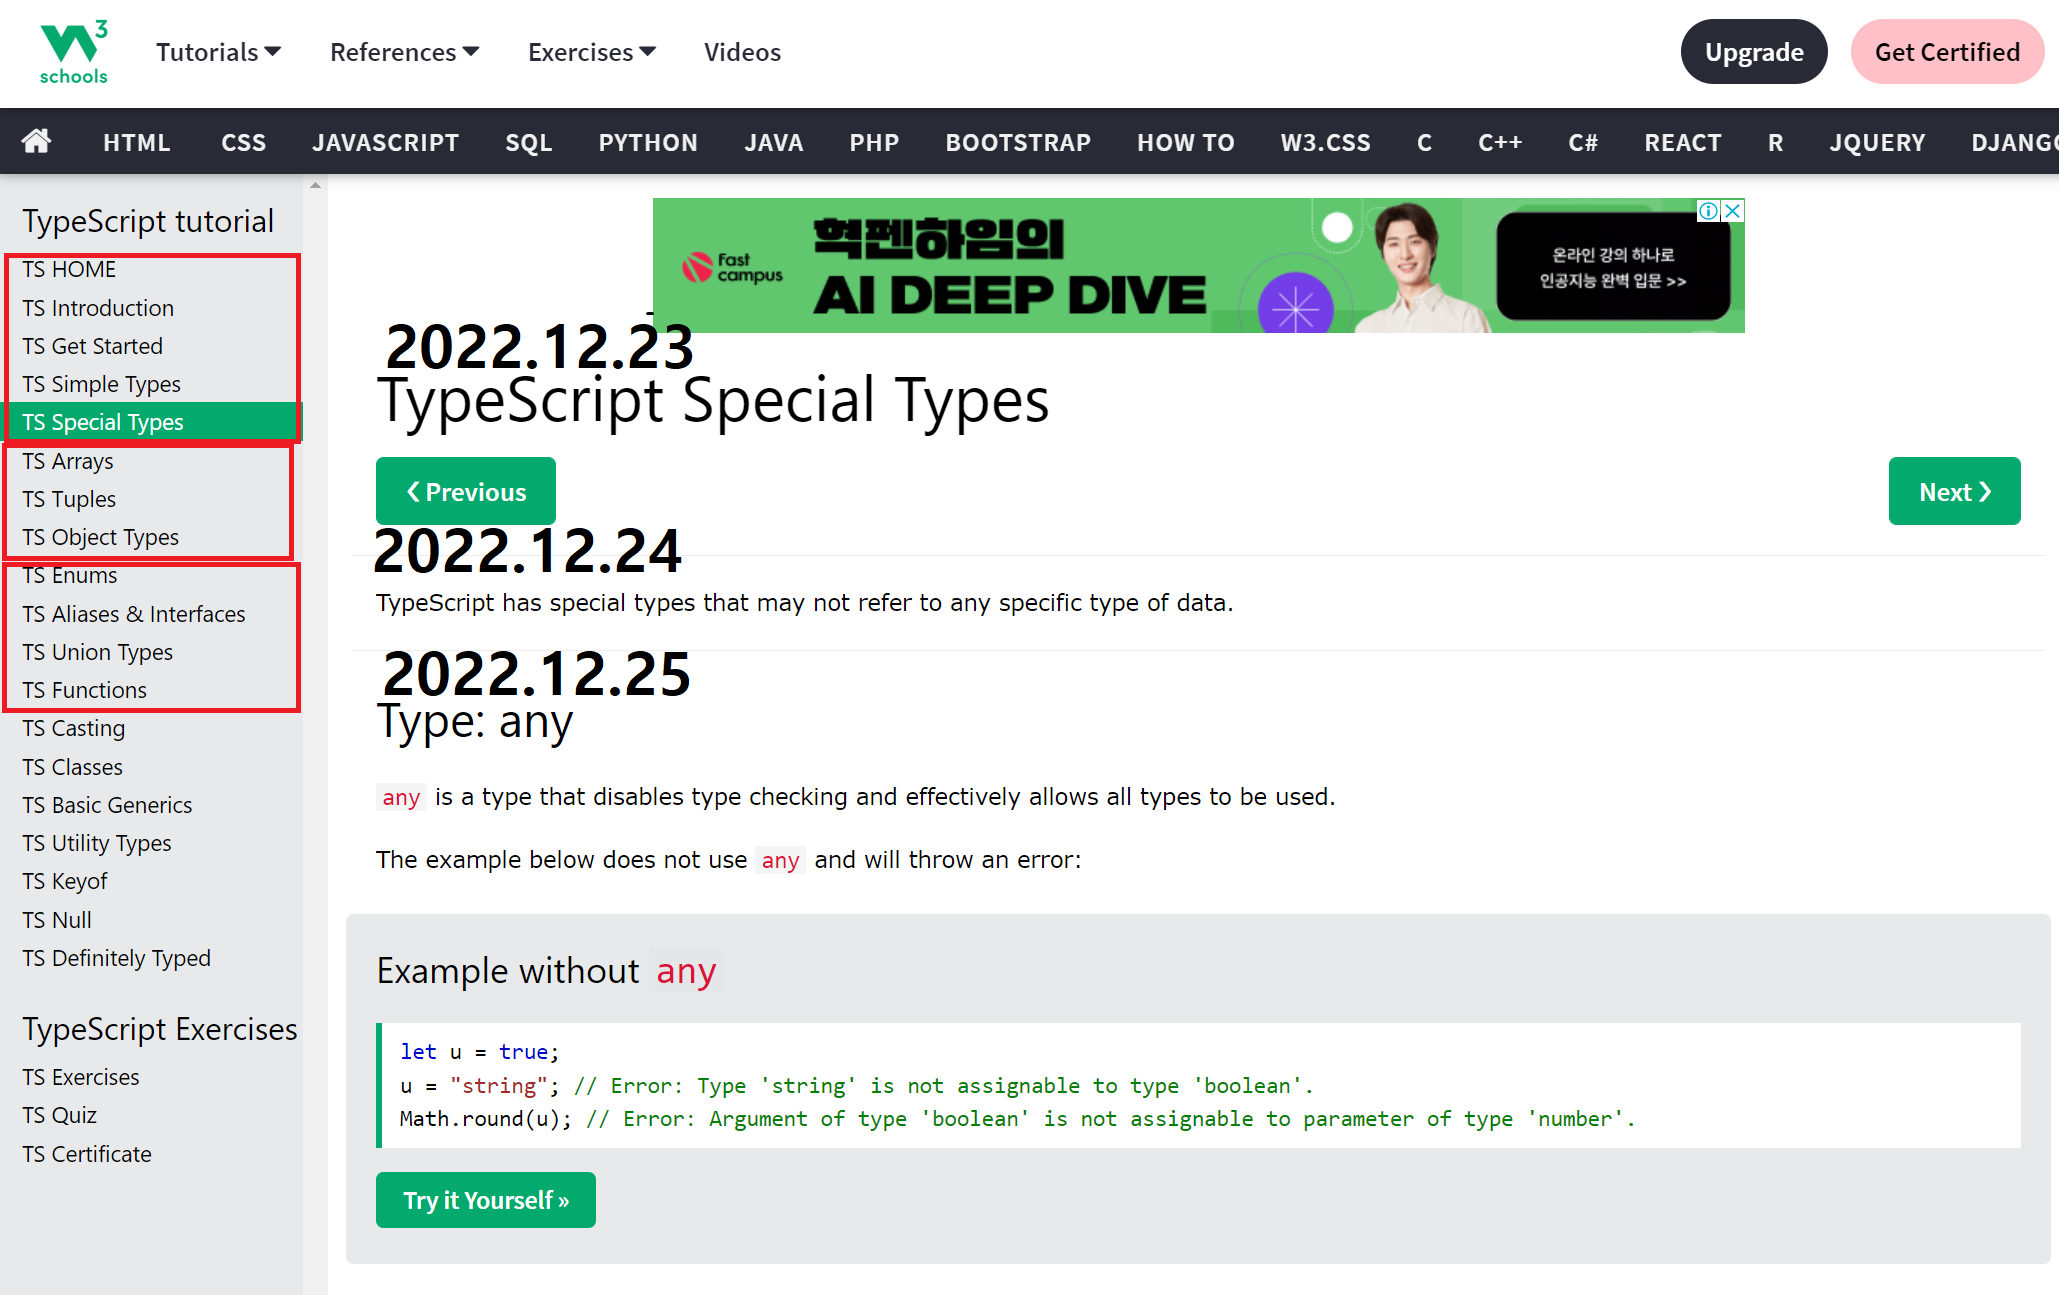 W3 schools
Tutorials References Exercises Videos Upgrade Get Certified
HTML CSS JAVASCRIPT SQL PYTHON JAVA PHP BOOTSTRAP HOW TO W3.CSS C C++ C# REACT R JQUERY DJANGO
TypeScript tutorial
TS HOME
TS Introduction
TS Get Started
TS Simple Types
TS Special Types
TS Arrays
TS Tuples
TS Object Types
TS Enums
TS Aliases & Interfaces
TS Union Types
TS Functions
TS Casting
TS Classes
TS Basic Generics
TS Utility Types
TS Keyof
TS Null
TS Definitely Typed
TypeScript Exercises
TS Exercises
TS Quiz
TS Certificate
Fast campus
혁펜하임의
AI DEEP DIVE
온라인 강의 하나로
인공지능 완벽 입문 >>
2022.12.23
TypeScript Special Types
❮ Previous
Next ❯
2022.12.24
TypeScript has special types that may not refer to any specific type of data.
2022.12.25
Type: any
any is a type that disables type checking and effectively allows all types to be used.
The example below does not use any and will throw an error:
Example without any
let u = true;
u = "string"; // Error: Type 'string' is not assignable to type 'boolean'.
Math.round(u); // Error: Argument of type 'boolean' is not assignable to parameter of type 'number'.
Try it Yourself »